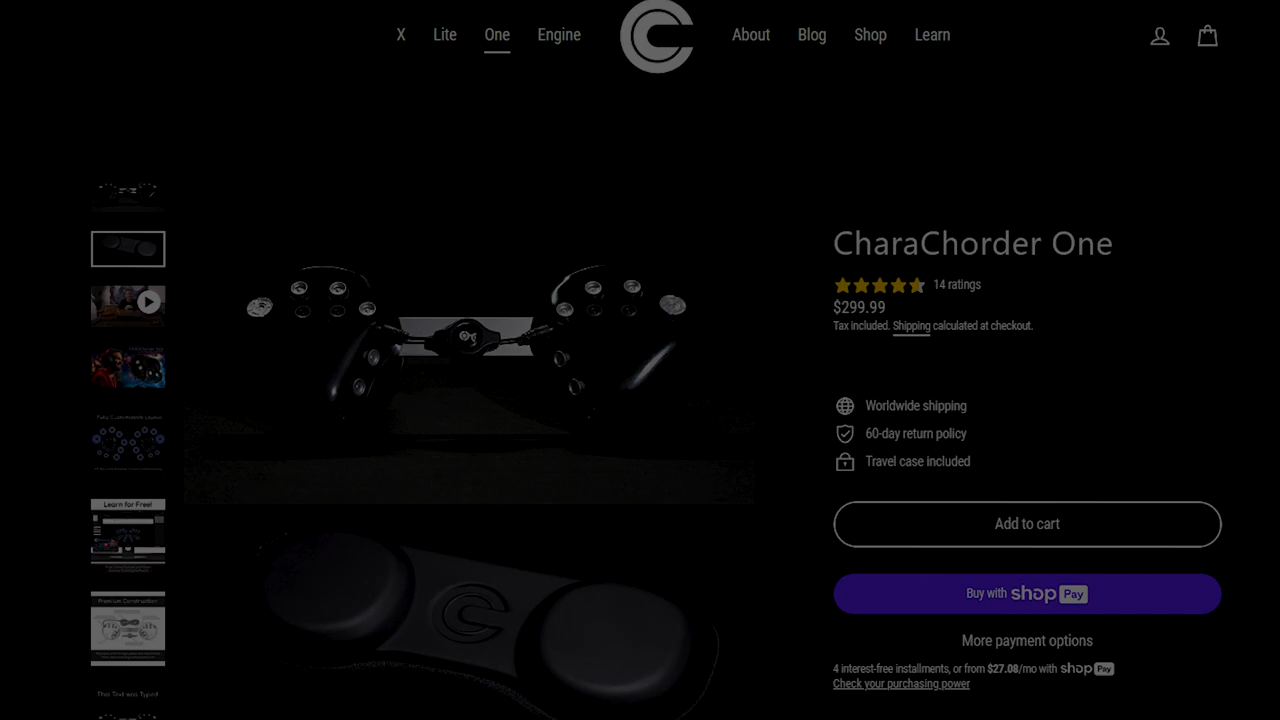 X Lite One Engine About Blog Shop Learn
Learn for Free!
Premium Construction
This Text was Typed
CharaChorder One
14 ratings
$299.99
Tax included. Shipping calculated at checkout.
Worldwide shipping
60-day return policy
Travel case included
Add to cart
Buy with shop Pay
More payment options
4 interest-free installments, or from $27.08/mo with shop Pay
Check your purchasing power